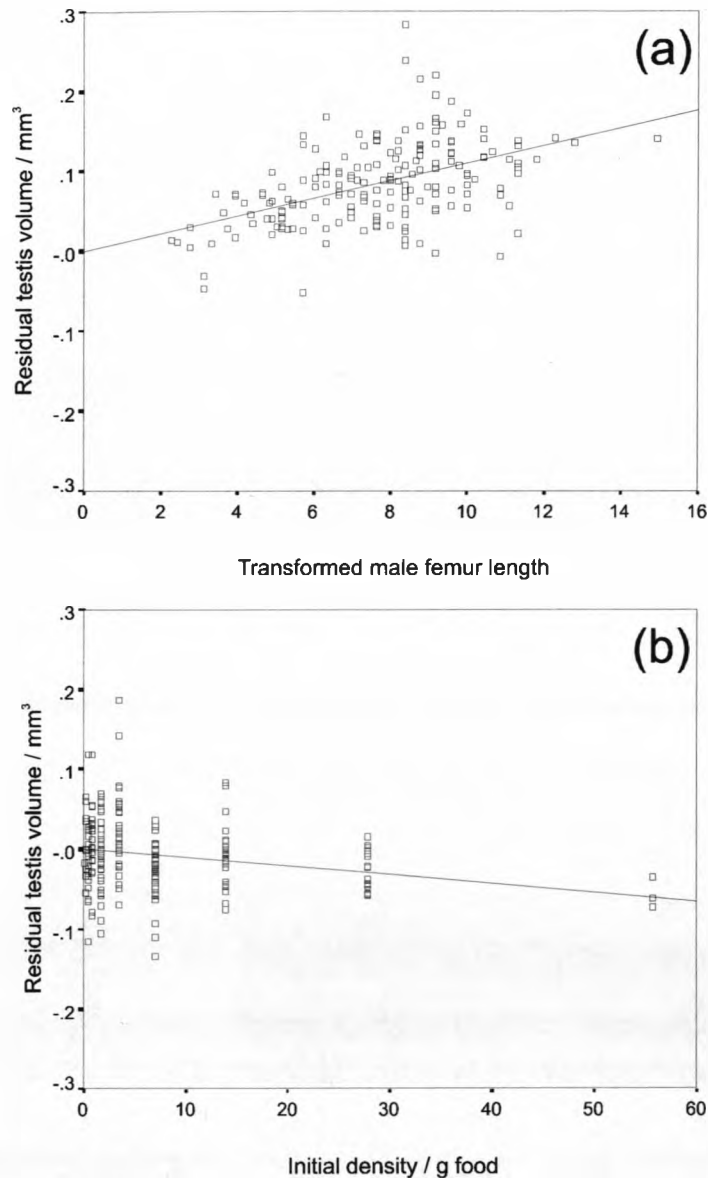 (a)
Residual testis volume / mm³
.3
.2
.1
-.0
-.1
-.2
-.3
0 2 4 6 8 10 12 14 16
Transformed male femur length
(b)
Residual testis volume / mm³
.3
.2
.1
-.0
-.1
-.2
-.3
0 10 20 30 40 50 60
Initial density / g food